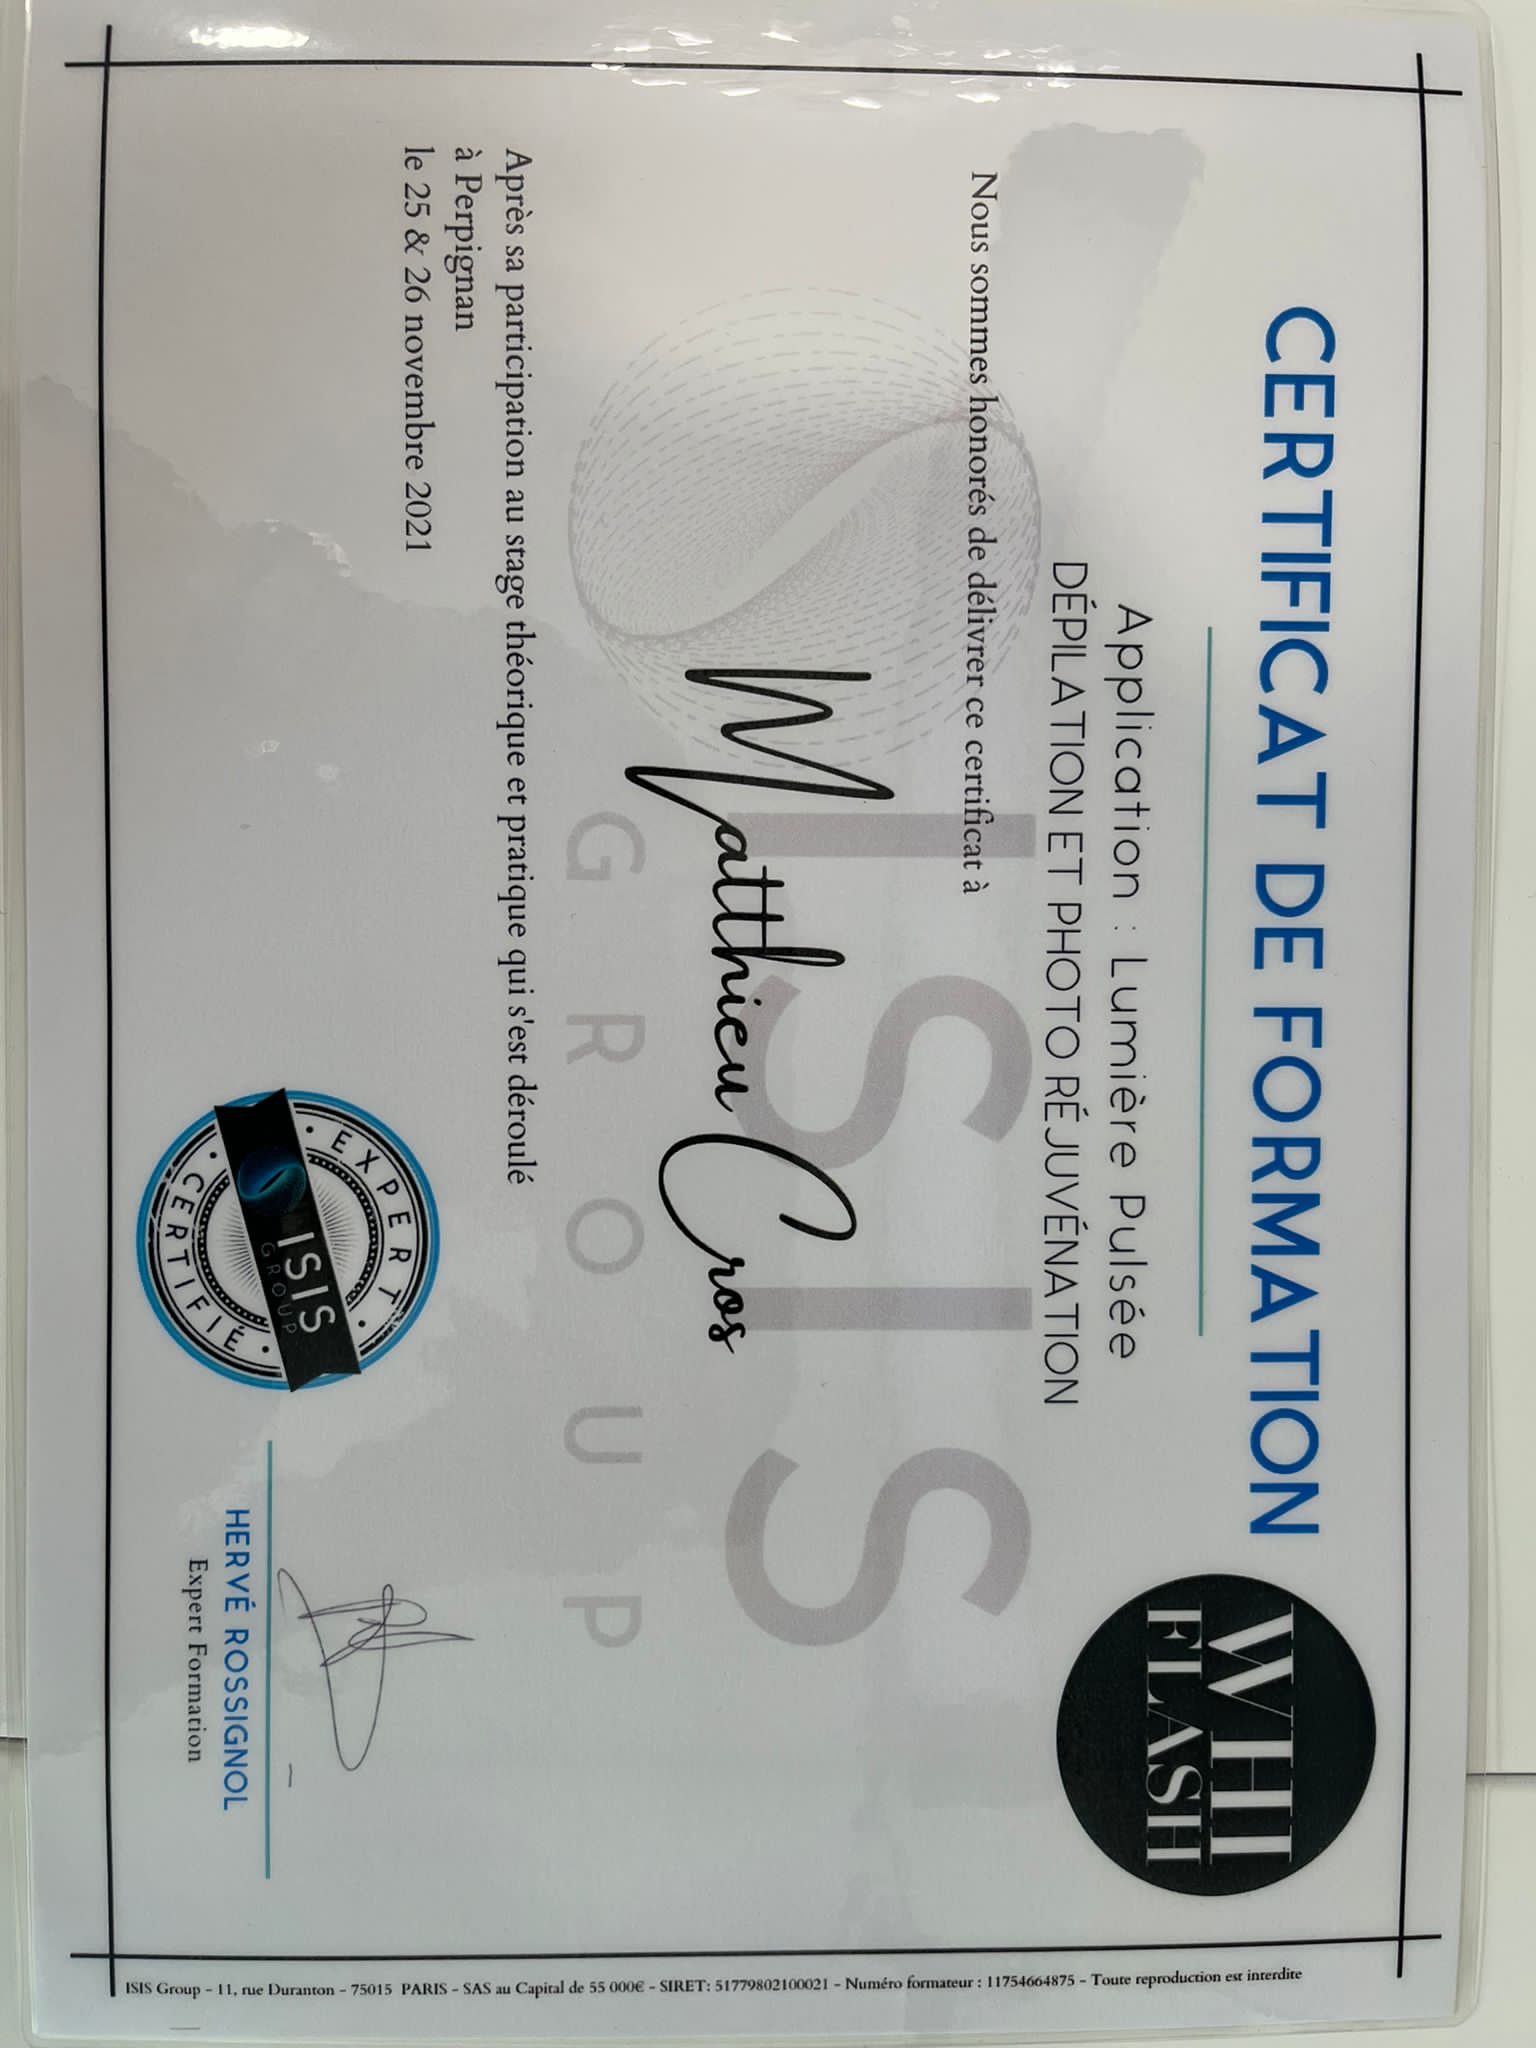 CERTIFICAT DE FORMATION
WHI
FLASH
Application : Lumière Pulsée
DÉPILATION ET PHOTO RÉJUVÉNATION
Nous sommes honorés de délivrer ce certificat à
ISIS
GROUP
Matthieu Cros
Après sa participation au stage théorique et pratique qui s'est déroulé
à Perpignan
le 25 & 26 novembre 2021
EXPERT
ISIS
GROUP
CERTIFIÉ
HERVÉ ROSSIGNOL
Expert Formation
ISIS Group - 11, rue Duranton - 75015 PARIS - SAS au Capital de 55 000€ - SIRET: 51779802100021 - Numéro formateur : 11754664875 - Toute reproduction est interdite